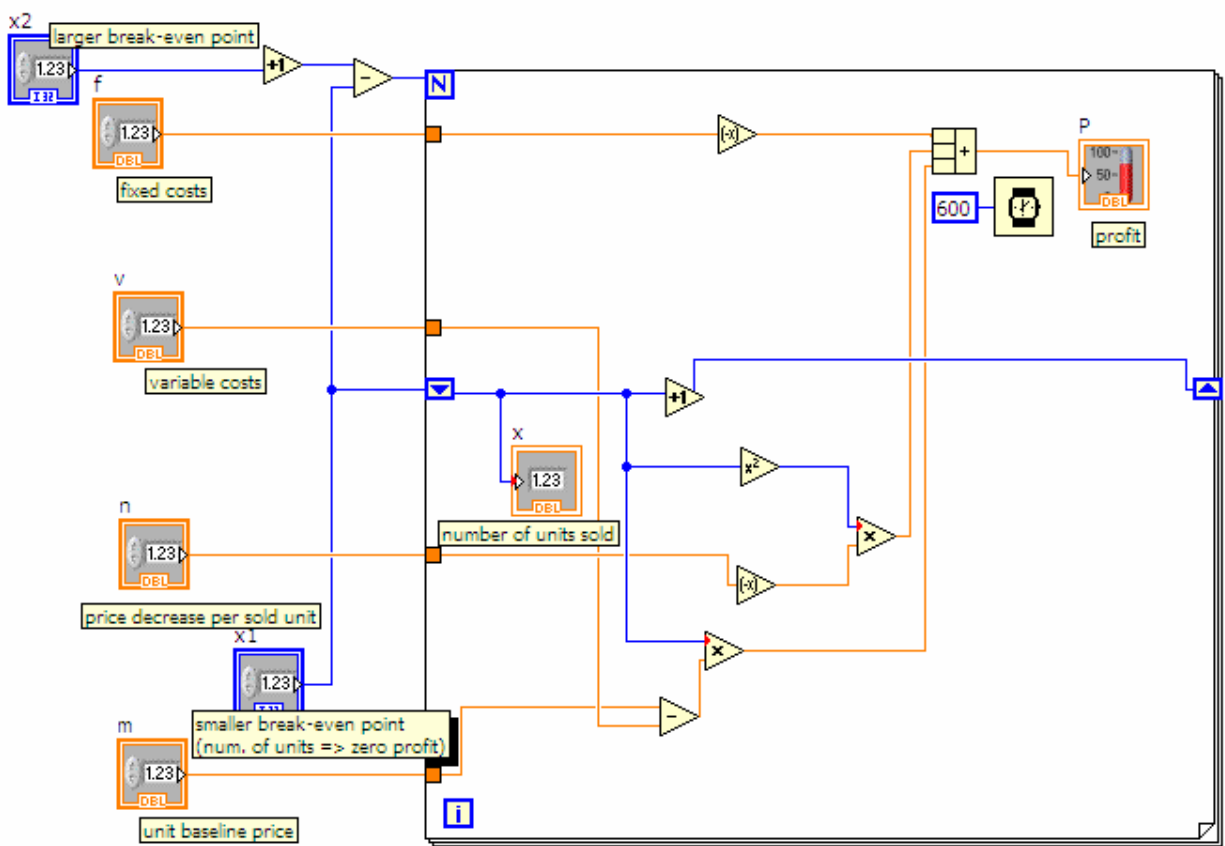 x2
larger break-even point
1.23
I32
+1
-
N
f
1.23
DBL
fixed costs
(-x)
+
P
100
50
DBL
profit
600
v
1.23
DBL
variable costs
+1
x
1.23
DBL
number of units sold
x²
x
n
1.23
DBL
price decrease per sold unit
(-x)
x1
1.23
I32
x
-
smaller break-even point
(num. of units => zero profit)
m
1.23
DBL
unit baseline price
i